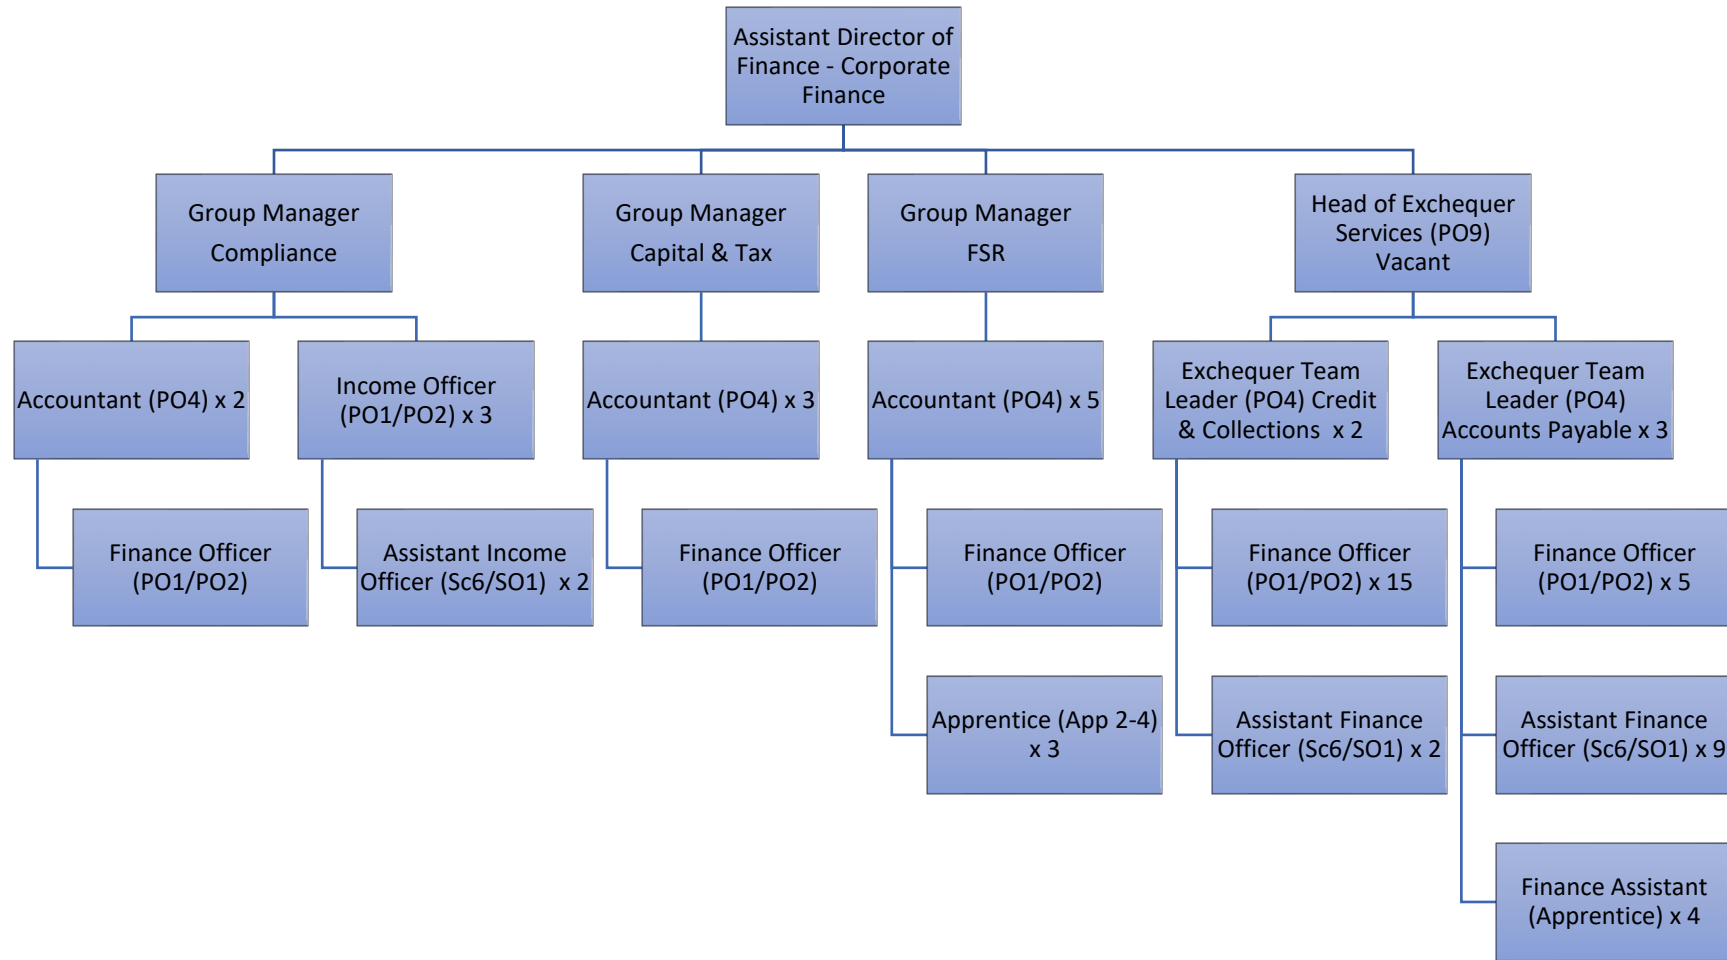 Assistant Director of
Finance - Corporate
Finance
Group Manager
Compliance
Group Manager
Capital & Tax
Group Manager
FSR
Head of Exchequer
Services (PO9)
Vacant
Accountant (PO4) x 2
Income Officer
(PO1/PO2) x 3
Accountant (PO4) x 3
Accountant (PO4) x 5
Exchequer Team
Leader (PO4) Credit
& Collections x 2
Exchequer Team
Leader (PO4)
Accounts Payable x 3
Finance Officer
(PO1/PO2)
Assistant Income
Officer (Sc6/SO1) x 2
Finance Officer
(PO1/PO2)
Finance Officer
(PO1/PO2)
Finance Officer
(PO1/PO2) x 15
Finance Officer
(PO1/PO2) x 5
Apprentice (App 2-4)
x 3
Assistant Finance
Officer (Sc6/SO1) x 2
Assistant Finance
Officer (Sc6/SO1) x 9
Finance Assistant
(Apprentice) x 4